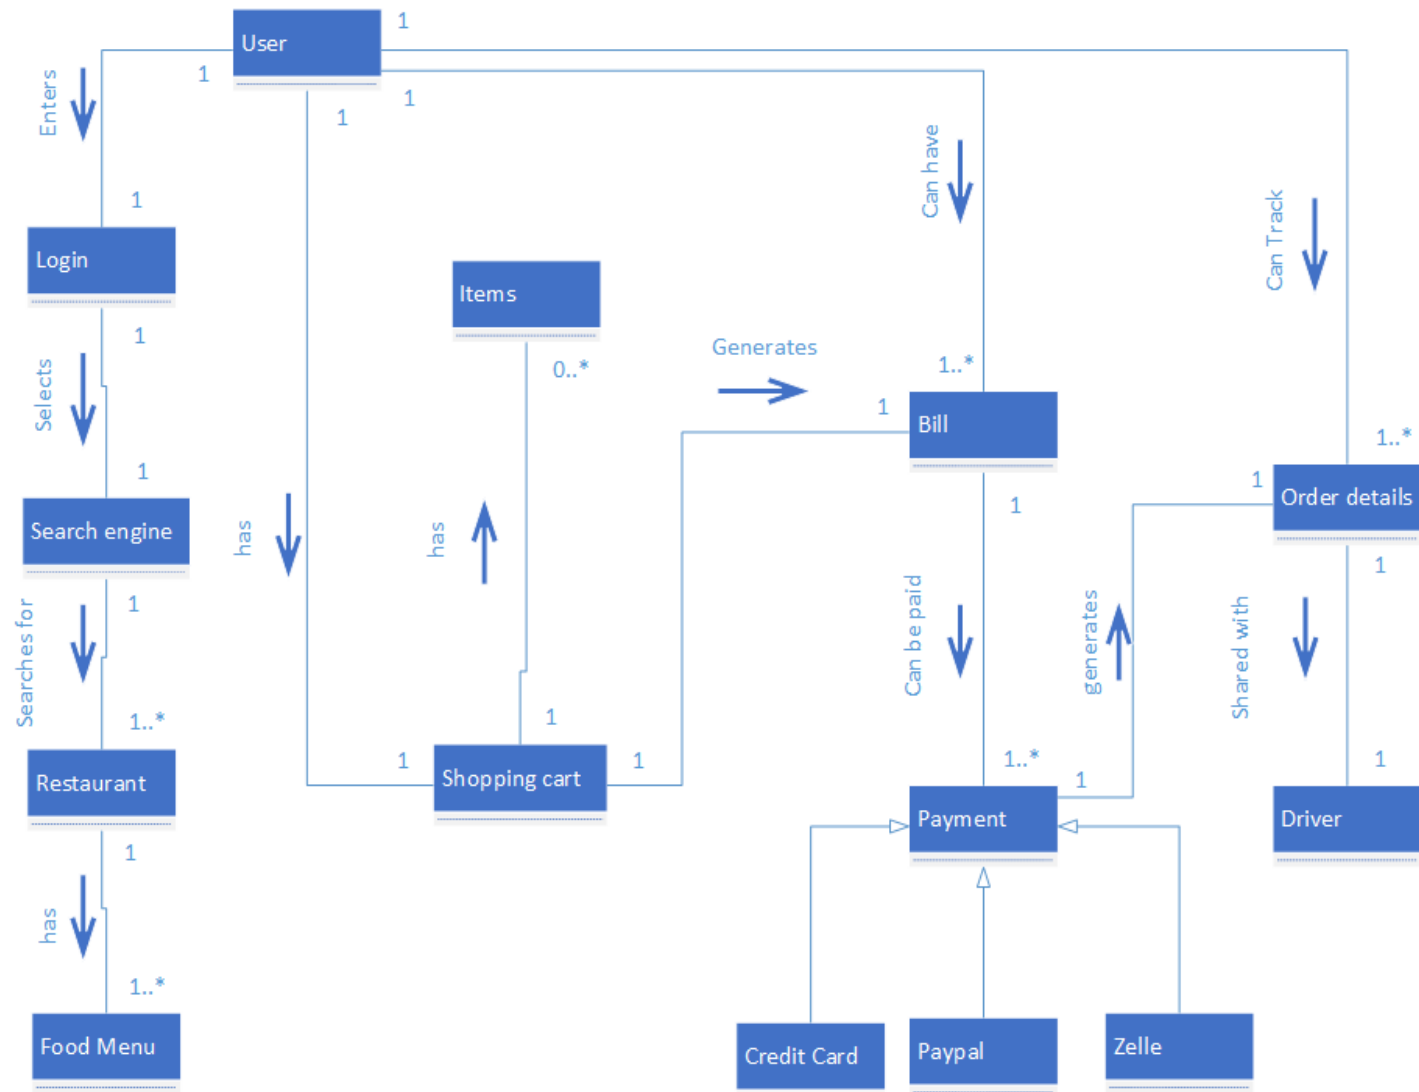 User
1
1
1
1
Enters
1
Login
1
Selects
1
Search engine
1
Searches for
1..*
Restaurant
1
has
1..*
Food Menu
has
1
Shopping cart
1
has
0..*
Items
1
Generates
1
Can have
1..*
Bill
1
Can be paid
1..*
Payment
1
generates
1
Can Track
1..*
Order details
1
Shared with
1
Driver
Credit Card
Paypal
Zelle